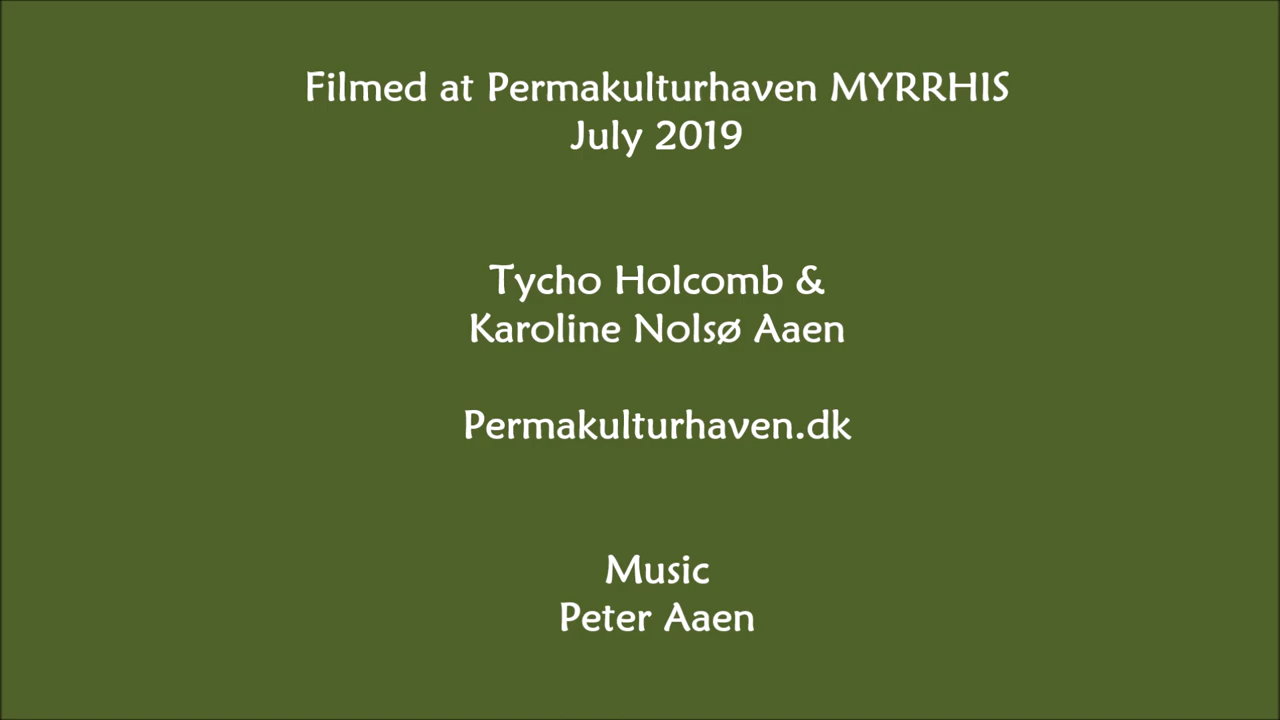 Filmed at Permakulturhaven MYRRHIS
July 2019
Tycho Holcomb &
Karoline Nolsø Aaen
Permakulturhaven.dk
Music
Peter Aaen